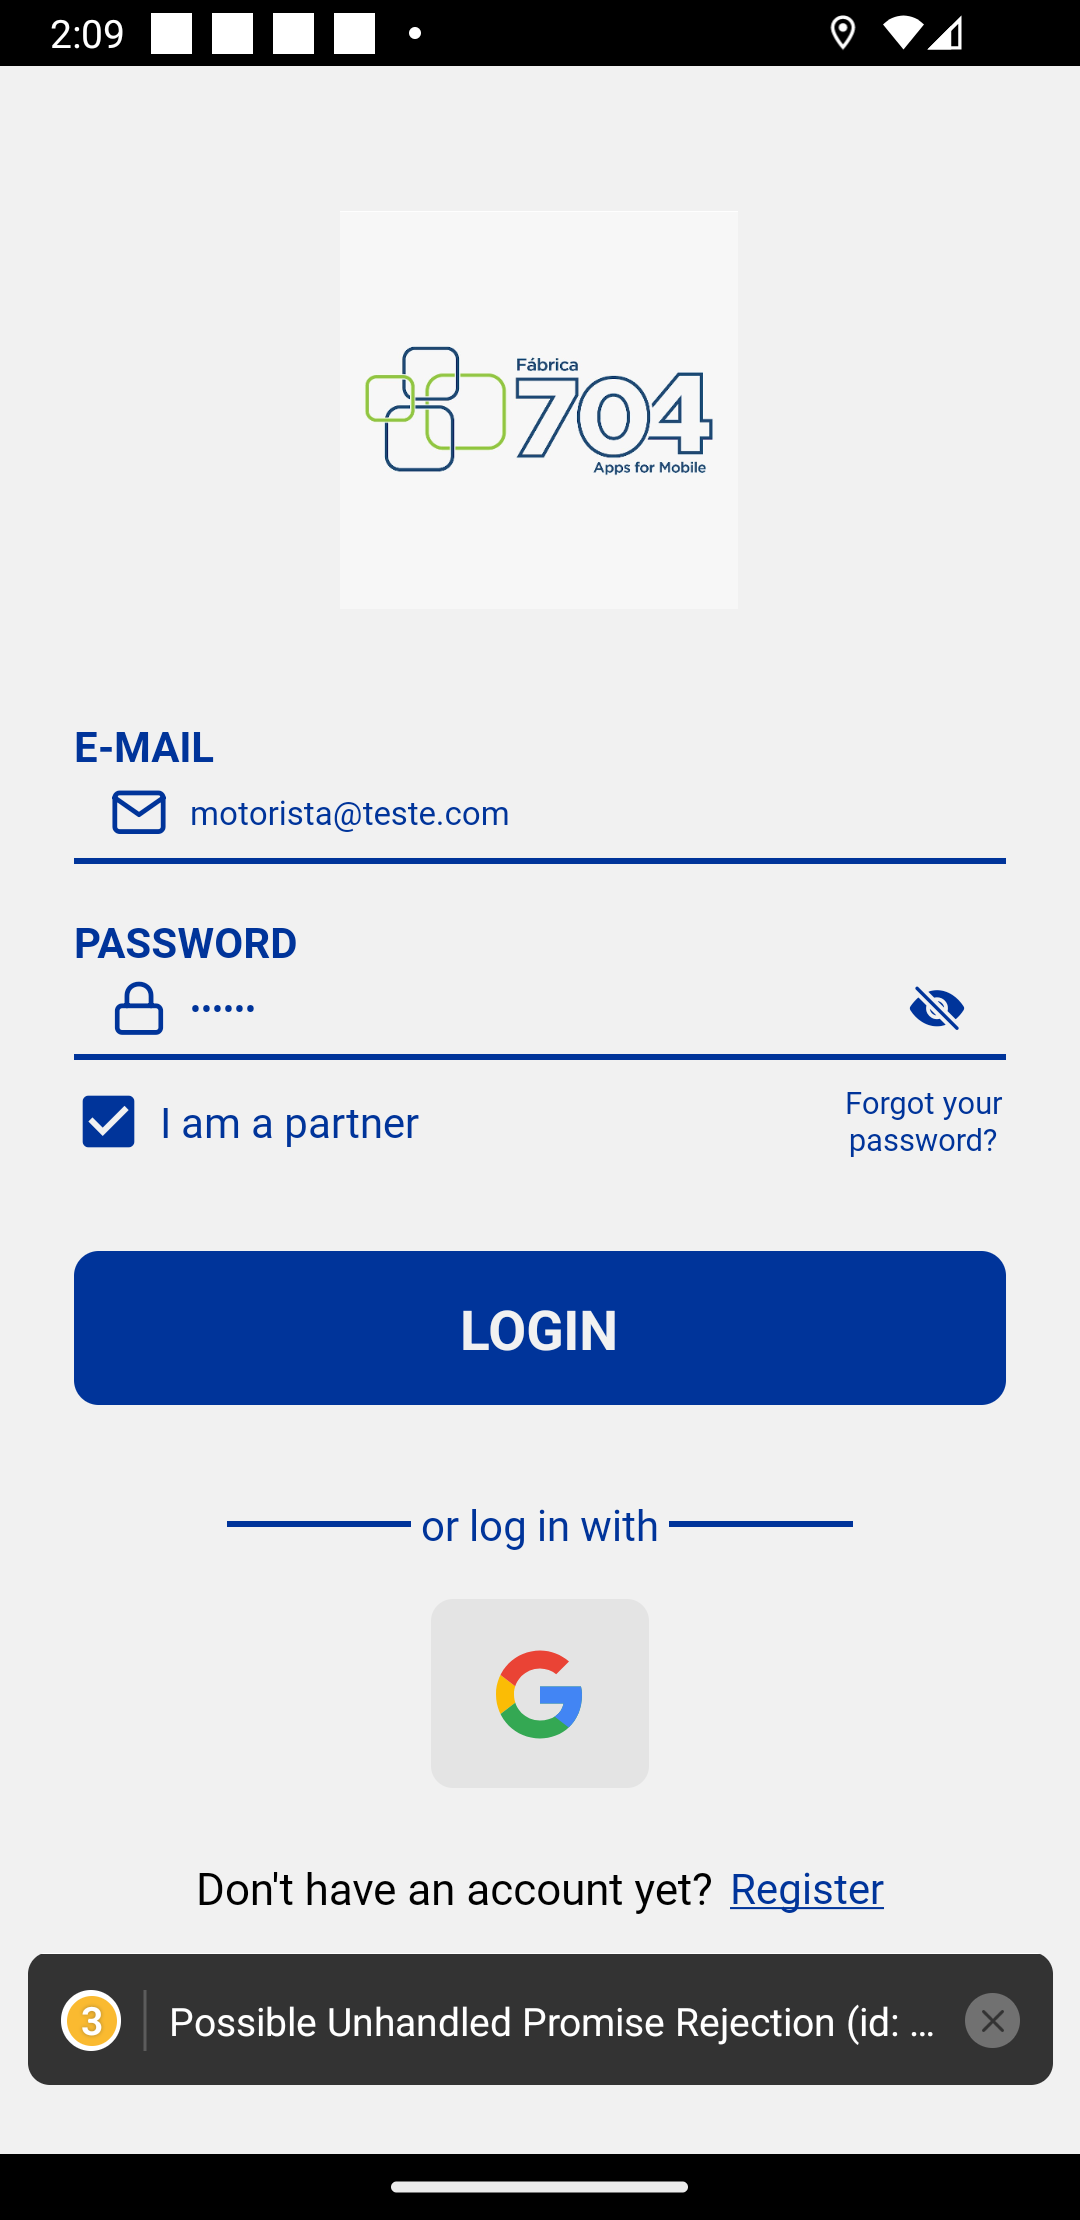 2:09
Fábrica
704
Apps for Mobile
E-MAIL
motorista@teste.com
PASSWORD
••••••
I am a partner
Forgot your
password?
LOGIN
or log in with
Don't have an account yet? Register
3 Possible Unhandled Promise Rejection (id: ...